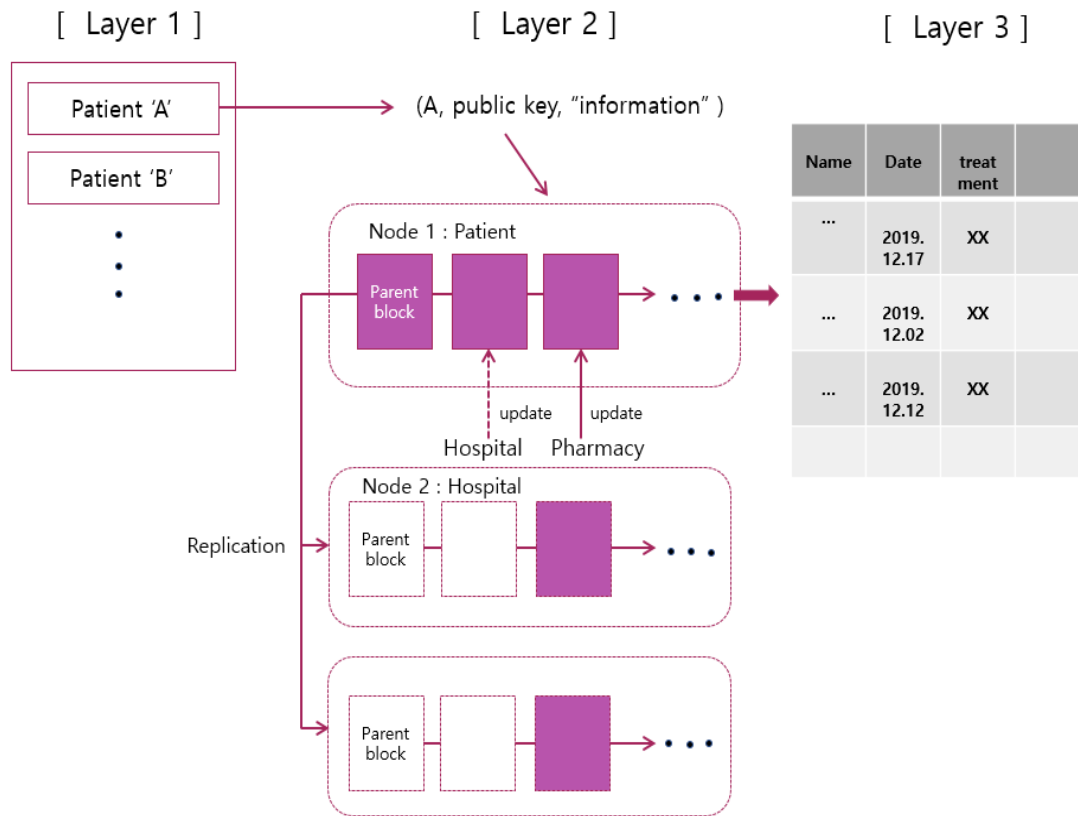 [ Layer 1 ]
[ Layer 2 ]
[ Layer 3 ]
Patient ‘A’
Patient ‘B’
(A, public key, “information” )
Node 1 : Patient
Parent
block
update
update
Hospital
Pharmacy
Replication
Node 2 : Hospital
Parent
block
Parent
block
Name
Date
treat
ment
...
2019.
12.17
XX
...
2019.
12.02
XX
...
2019.
12.12
XX